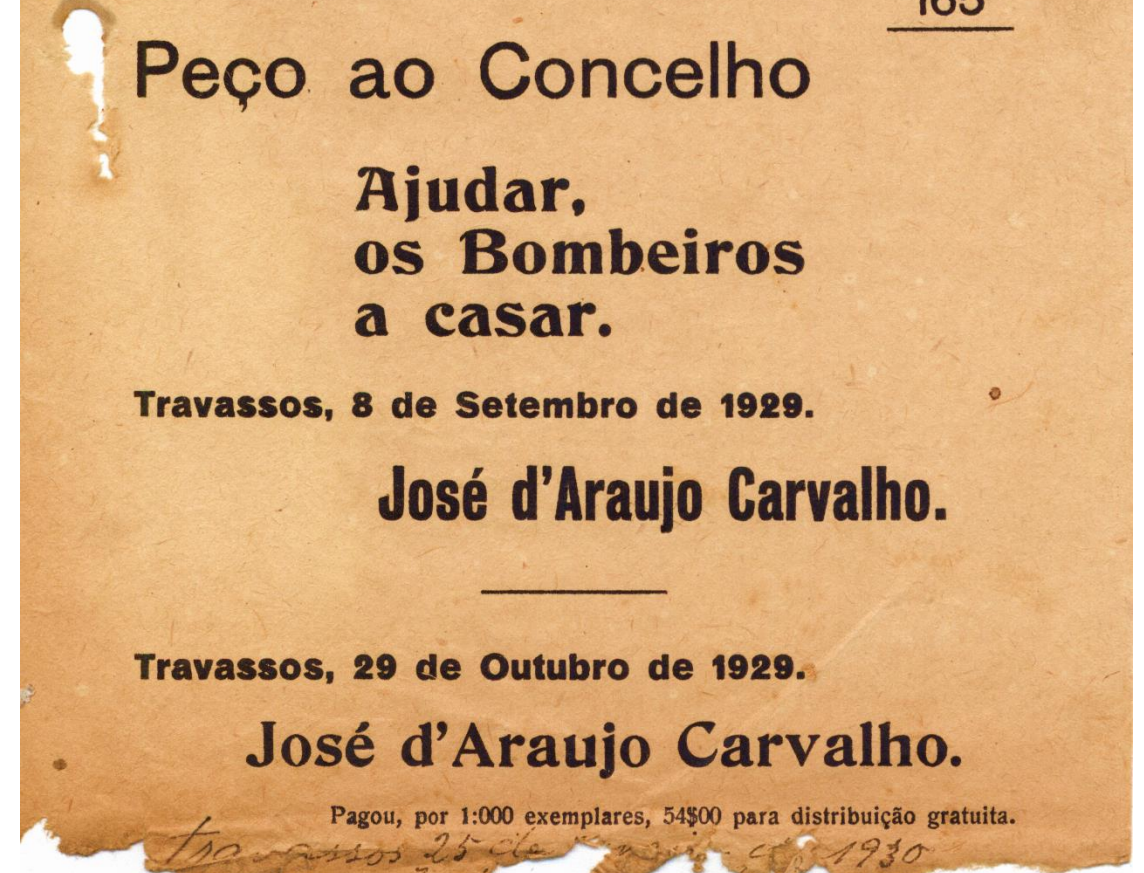 165
Peço ao Concelho
Ajudar,
os Bombeiros
a casar.
Travassos, 8 de Setembro de 1929.
José d'Araujo Carvalho.
Travassos, 29 de Outubro de 1929.
José d'Araujo Carvalho.
Pagou, por 1:000 exemplares, 54$00 para distribuição gratuita.
Travassos 25 de 1930